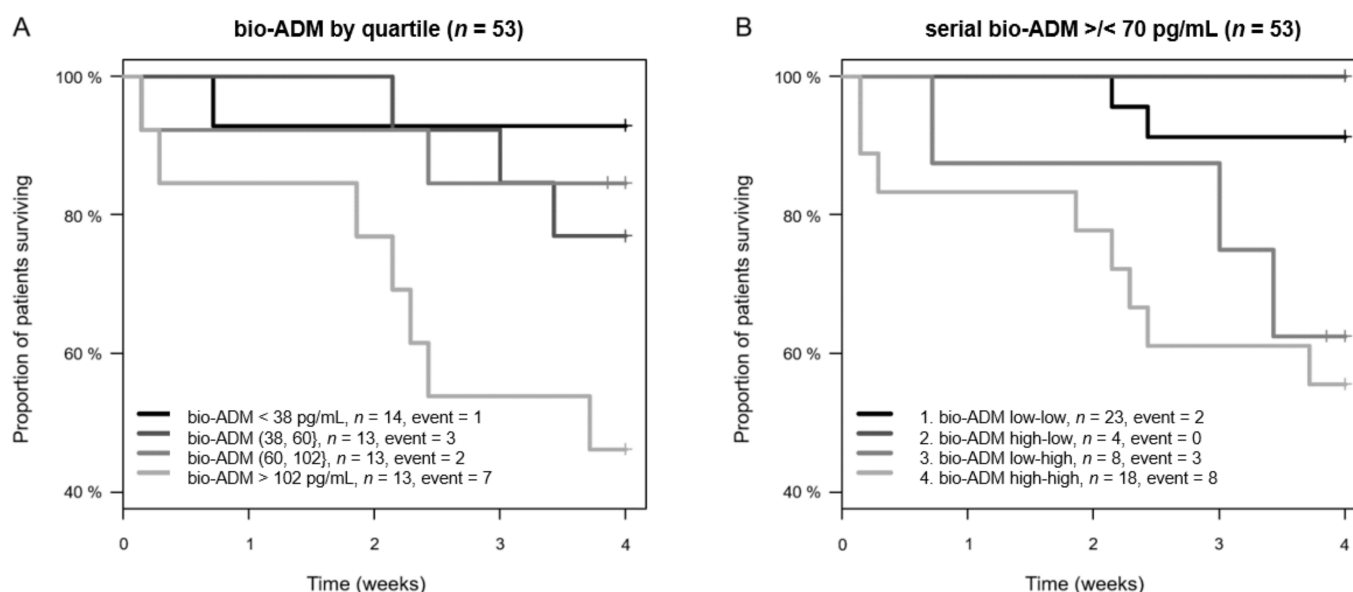 A
bio-ADM by quartile (n = 53)
100 %
80 %
60 %
40 %
Proportion of patients surviving
bio-ADM < 38 pg/mL, n = 14, event = 1
bio-ADM (38, 60}, n = 13, event = 3
bio-ADM (60, 102}, n = 13, event = 2
bio-ADM > 102 pg/mL, n = 13, event = 7
0 1 2 3 4
Time (weeks)
B
serial bio-ADM >/< 70 pg/mL (n = 53)
100 %
80 %
60 %
40 %
Proportion of patients surviving
1. bio-ADM low-low, n = 23, event = 2
2. bio-ADM high-low, n = 4, event = 0
3. bio-ADM low-high, n = 8, event = 3
4. bio-ADM high-high, n = 18, event = 8
0 1 2 3 4
Time (weeks)